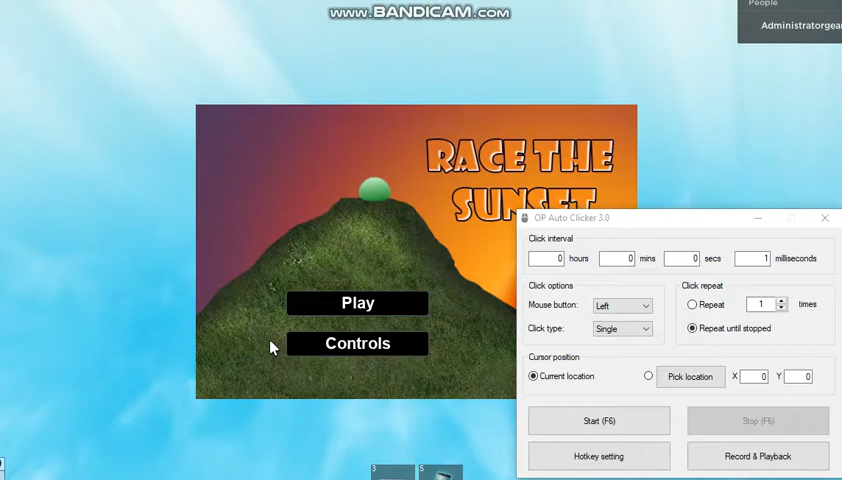 www.BANDICAM.com
People
Administratorgear
RACE THE
SUNSET
Play
Controls
OP Auto Clicker 3.0
Click interval
0 hours 0 mins 0 secs 1 milliseconds
Click options
Mouse button: Left
Click type: Single
Click repeat
Repeat 1 times
Repeat until stopped
Cursor position
Current location Pick location X 0 Y 0
Start (F6)
Stop (F6)
Hotkey setting
Record & Playback
3 5